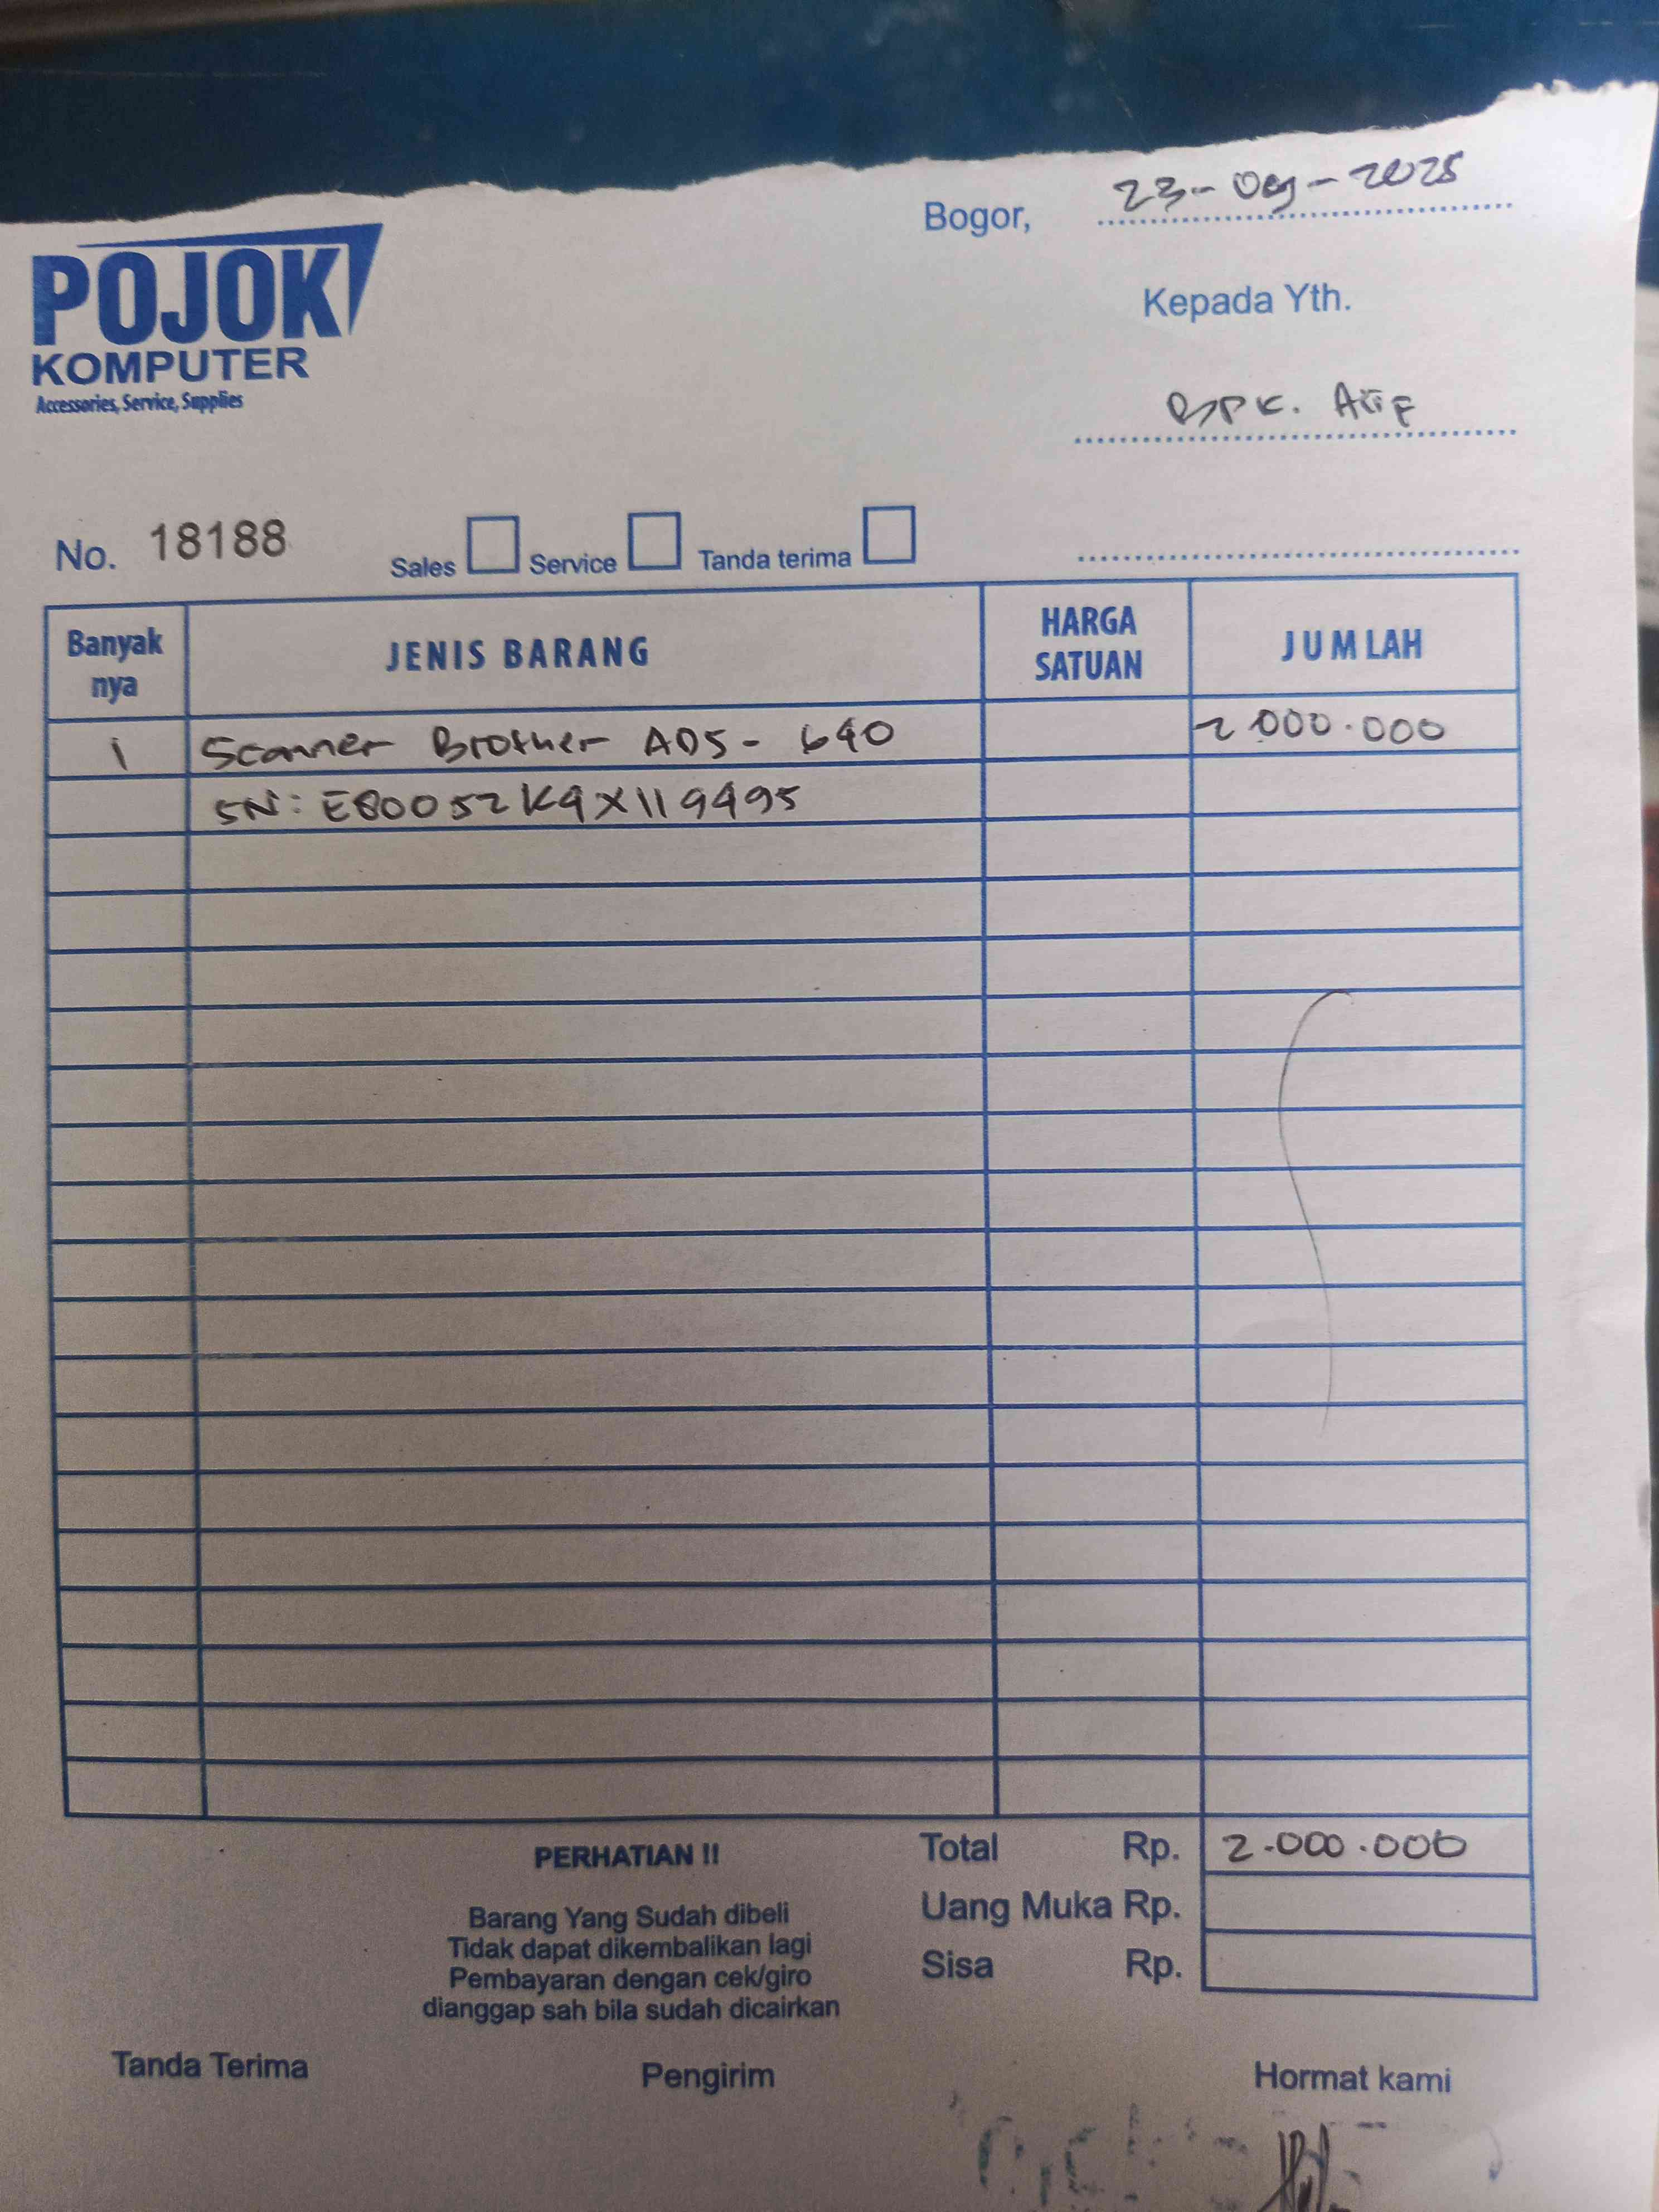 Bogor, 23-09-2025
POJOK
KOMPUTER
Accessories, Service, Supplies
Kepada Yth.
BPK. Arif
No. 18188
Sales Service Tanda terima
Banyak nya JENIS BARANG HARGA SATUAN JUMLAH
1 Scanner Brother ADS- 640 2.000.000
SN: E80052K4X119495
PERHATIAN !!
Barang Yang Sudah dibeli
Tidak dapat dikembalikan lagi
Pembayaran dengan cek/giro
dianggap sah bila sudah dicairkan
Total Rp. 2.000.000
Uang Muka Rp.
Sisa Rp.
Tanda Terima Pengirim Hormat kami